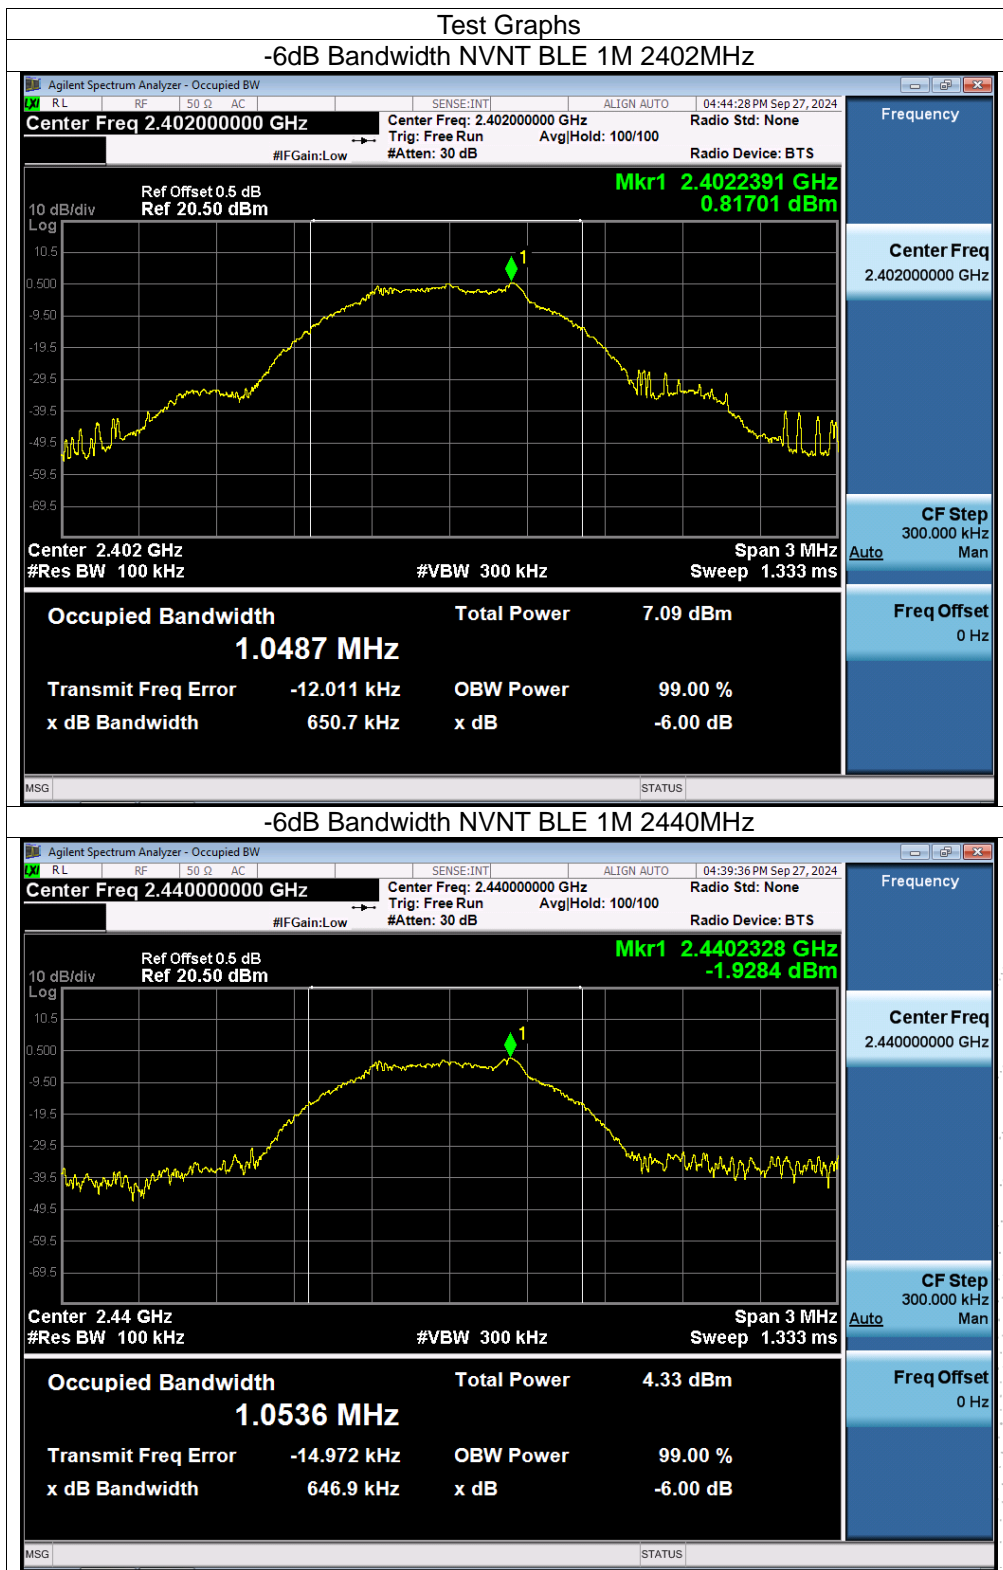 Test Graphs
-6dB Bandwidth NVNT BLE 1M 2402MHz
Agilent Spectrum Analyzer - Occupied BW
LXI RL RF 50 Ω AC SENSE:INT ALIGN AUTO 04:44:28 PM Sep 27, 2024
Center Freq 2.402000000 GHz Center Freq: 2.402000000 GHz Radio Std: None
Trig: Free Run Avg|Hold: 100/100
#IFGain:Low #Atten: 30 dB Radio Device: BTS
Frequency
Ref Offset 0.5 dB Mkr1 2.4022391 GHz
10 dB/div Ref 20.50 dBm 0.81701 dBm
Log
10.5
0.500
-9.50
-19.5
-29.5
-39.5
-49.5
-59.5
-69.5
1
Center Freq
2.402000000 GHz
CF Step
300.000 kHz
Auto Man
Freq Offset
0 Hz
Center 2.402 GHz Span 3 MHz
#Res BW 100 kHz #VBW 300 kHz Sweep 1.333 ms
Occupied Bandwidth Total Power 7.09 dBm
1.0487 MHz
Transmit Freq Error -12.011 kHz OBW Power 99.00 %
x dB Bandwidth 650.7 kHz x dB -6.00 dB
MSG STATUS
-6dB Bandwidth NVNT BLE 1M 2440MHz
Agilent Spectrum Analyzer - Occupied BW
LXI RL RF 50 Ω AC SENSE:INT ALIGN AUTO 04:39:36 PM Sep 27, 2024
Center Freq 2.440000000 GHz Center Freq: 2.440000000 GHz Radio Std: None
Trig: Free Run Avg|Hold: 100/100
#IFGain:Low #Atten: 30 dB Radio Device: BTS
Frequency
Ref Offset 0.5 dB Mkr1 2.4402328 GHz
10 dB/div Ref 20.50 dBm -1.9284 dBm
Log
10.5
0.500
-9.50
-19.5
-29.5
-39.5
-49.5
-59.5
-69.5
1
Center Freq
2.440000000 GHz
CF Step
300.000 kHz
Auto Man
Freq Offset
0 Hz
Center 2.44 GHz Span 3 MHz
#Res BW 100 kHz #VBW 300 kHz Sweep 1.333 ms
Occupied Bandwidth Total Power 4.33 dBm
1.0536 MHz
Transmit Freq Error -14.972 kHz OBW Power 99.00 %
x dB Bandwidth 646.9 kHz x dB -6.00 dB
MSG STATUS